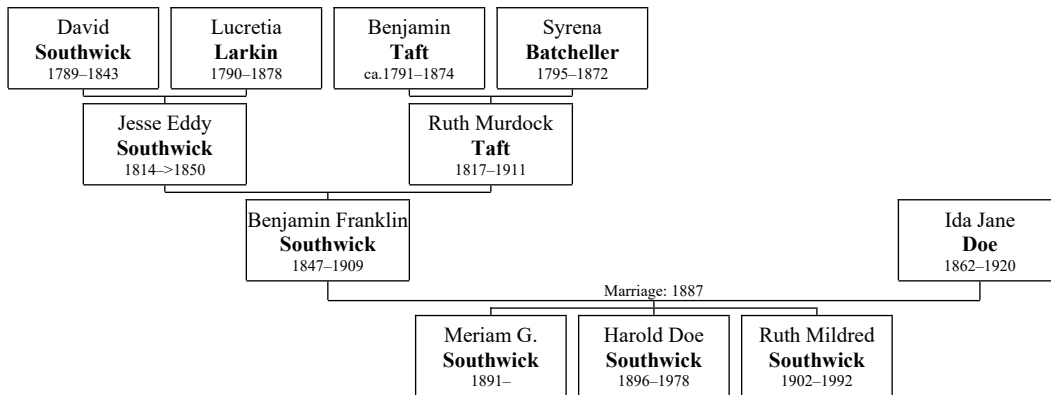 David
Southwick
1789–1843
Lucretia
Larkin
1790–1878
Benjamin
Taft
ca.1791–1874
Syrena
Batcheller
1795–1872
Jesse Eddy
Southwick
1814–>1850
Ruth Murdock
Taft
1817–1911
Benjamin Franklin
Southwick
1847–1909
Ida Jane
Doe
1862–1920
Marriage: 1887
Meriam G.
Southwick
1891–
Harold Doe
Southwick
1896–1978
Ruth Mildred
Southwick
1902–1992